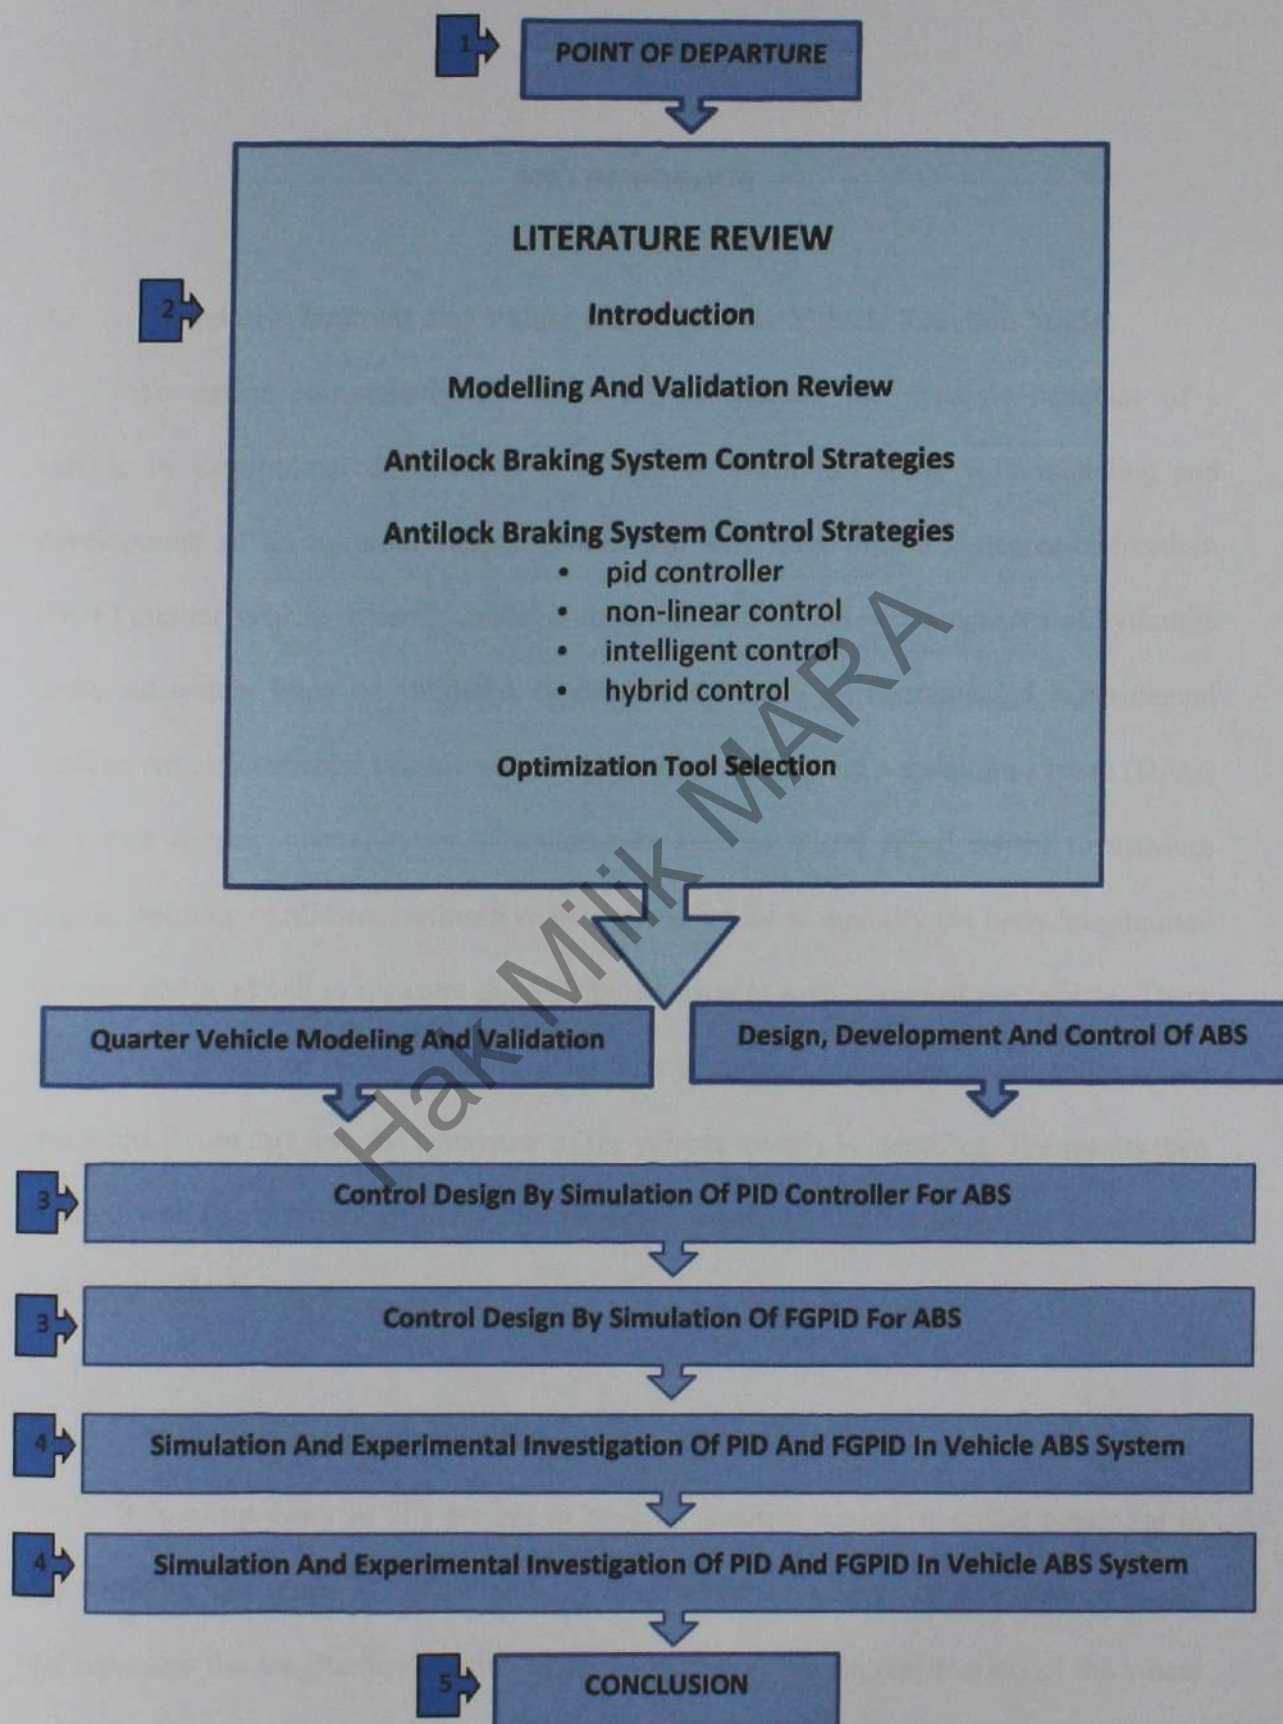 1
POINT OF DEPARTURE
LITERATURE REVIEW
2
Introduction
Modelling And Validation Review
Antilock Braking System Control Strategies
Antilock Braking System Control Strategies
• pid controller
• non-linear control
• intelligent control
• hybrid control
Optimization Tool Selection
Quarter Vehicle Modeling And Validation
Design, Development And Control Of ABS
3
Control Design By Simulation Of PID Controller For ABS
3
Control Design By Simulation Of FGPID For ABS
4
Simulation And Experimental Investigation Of PID And FGPID In Vehicle ABS System
4
Simulation And Experimental Investigation Of PID And FGPID In Vehicle ABS System
5
CONCLUSION
Hak Milik MARA